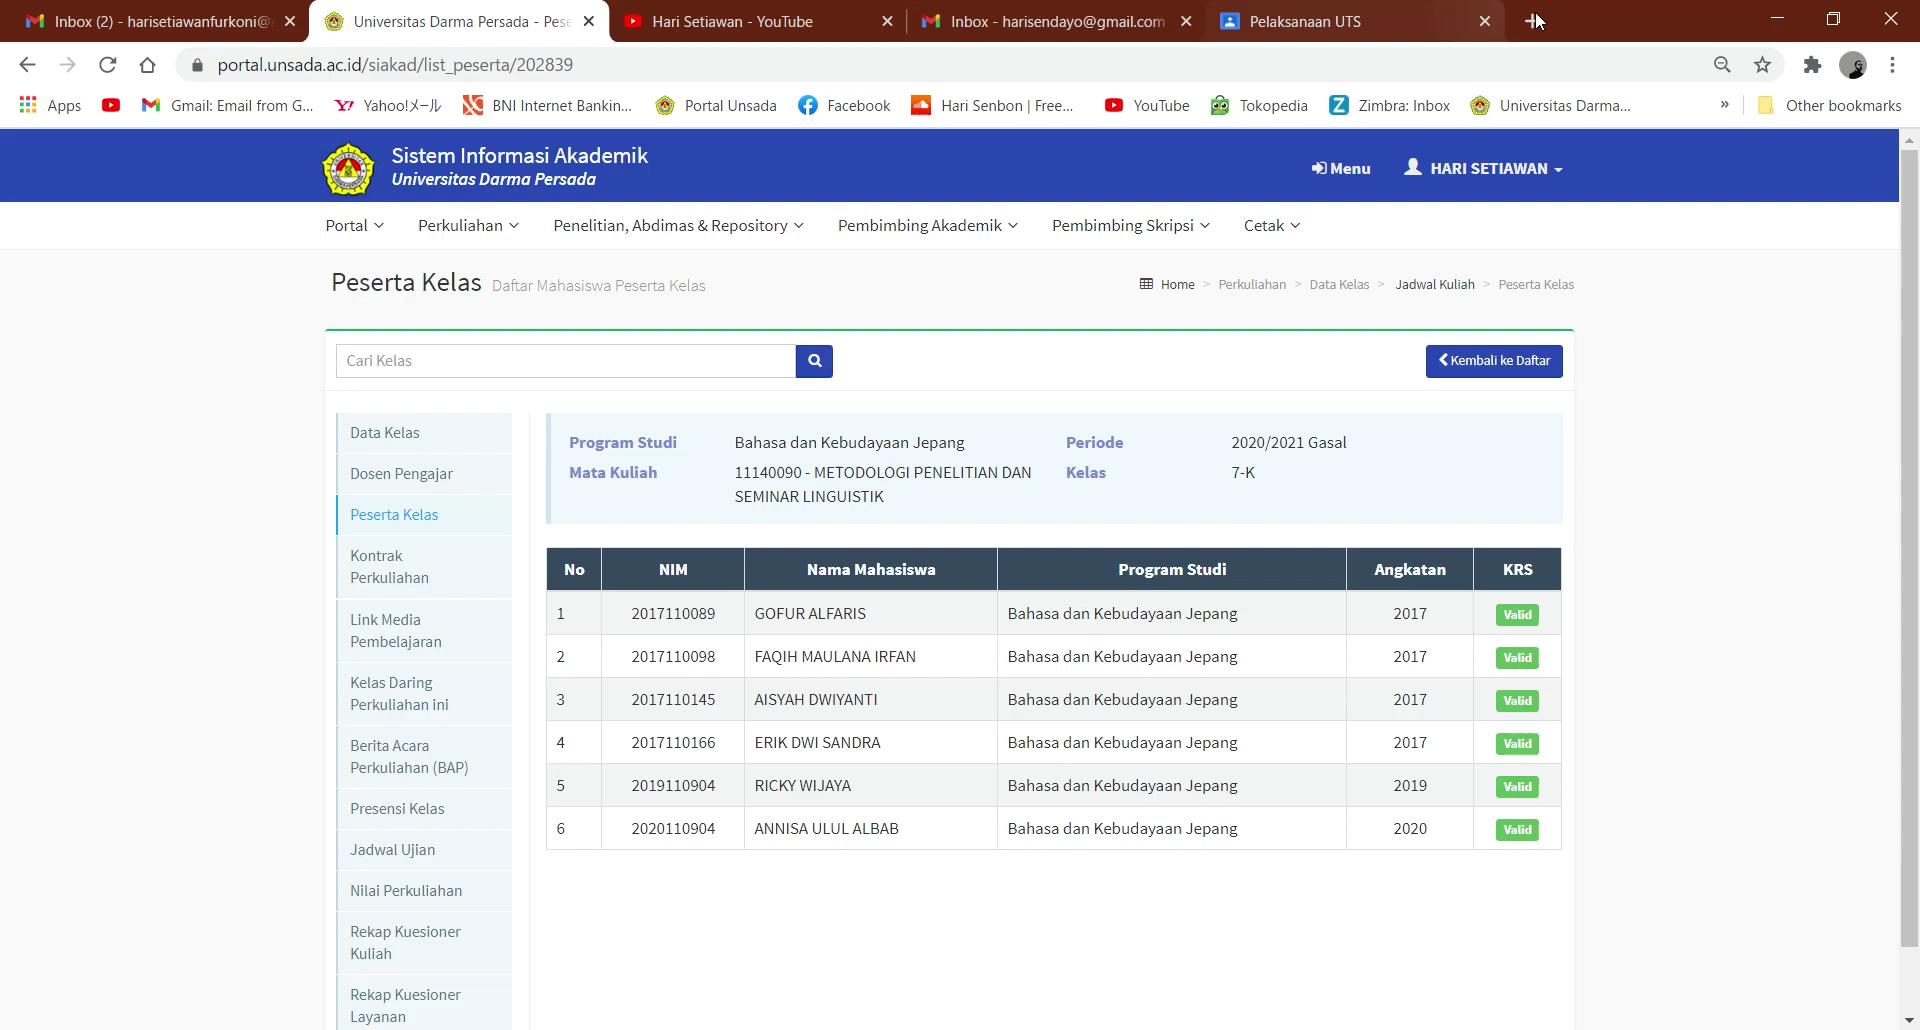 Inbox (2) - harisetiawanfurkoni@
Universitas Darma Persada - Pese
Hari Setiawan - YouTube
Inbox - harisendayo@gmail.com
Pelaksanaan UTS
portal.unsada.ac.id/siakad/list_peserta/202839
Apps
Gmail: Email from G...
Yahoo!メール
BNI Internet Bankin...
Portal Unsada
Facebook
Hari Senbon | Free...
YouTube
Tokopedia
Zimbra: Inbox
Universitas Darma...
»
Other bookmarks
Sistem Informasi Akademik
Universitas Darma Persada
Menu
HARI SETIAWAN
Portal
Perkuliahan
Penelitian, Abdimas & Repository
Pembimbing Akademik
Pembimbing Skripsi
Cetak
Peserta Kelas Daftar Mahasiswa Peserta Kelas
Home > Perkuliahan > Data Kelas > Jadwal Kuliah > Peserta Kelas
Cari Kelas
Kembali ke Daftar
Data Kelas
Dosen Pengajar
Peserta Kelas
Kontrak
Perkuliahan
Link Media
Pembelajaran
Kelas Daring
Perkuliahan ini
Berita Acara
Perkuliahan (BAP)
Presensi Kelas
Jadwal Ujian
Nilai Perkuliahan
Rekap Kuesioner
Kuliah
Rekap Kuesioner
Layanan
Program Studi Bahasa dan Kebudayaan Jepang Periode 2020/2021 Gasal
Mata Kuliah 11140090 - METODOLOGI PENELITIAN DAN Kelas 7-K
SEMINAR LINGUISTIK
No NIM Nama Mahasiswa Program Studi Angkatan KRS
1 2017110089 GOFUR ALFARIS Bahasa dan Kebudayaan Jepang 2017 Valid
2 2017110098 FAQIH MAULANA IRFAN Bahasa dan Kebudayaan Jepang 2017 Valid
3 2017110145 AISYAH DWIYANTI Bahasa dan Kebudayaan Jepang 2017 Valid
4 2017110166 ERIK DWI SANDRA Bahasa dan Kebudayaan Jepang 2017 Valid
5 2019110904 RICKY WIJAYA Bahasa dan Kebudayaan Jepang 2019 Valid
6 2020110904 ANNISA ULUL ALBAB Bahasa dan Kebudayaan Jepang 2020 Valid